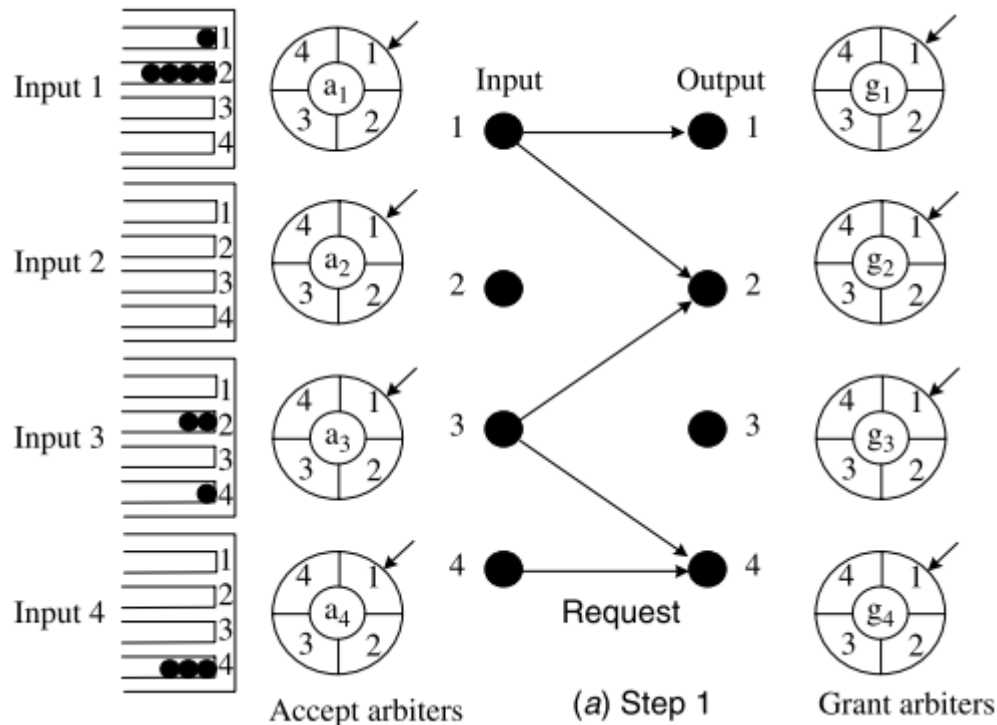 Input 1
1
2
3
4
4 1
a1
3 2
Input Output
1 1
4 1
g1
3 2
Input 2
1
2
3
4
4 1
a2
3 2
2 2
4 1
g2
3 2
Input 3
1
2
3
4
4 1
a3
3 2
3 3
4 1
g3
3 2
Input 4
1
2
3
4
4 1
a4
3 2
4 4
Request
4 1
g4
3 2
Accept arbiters
(a) Step 1
Grant arbiters